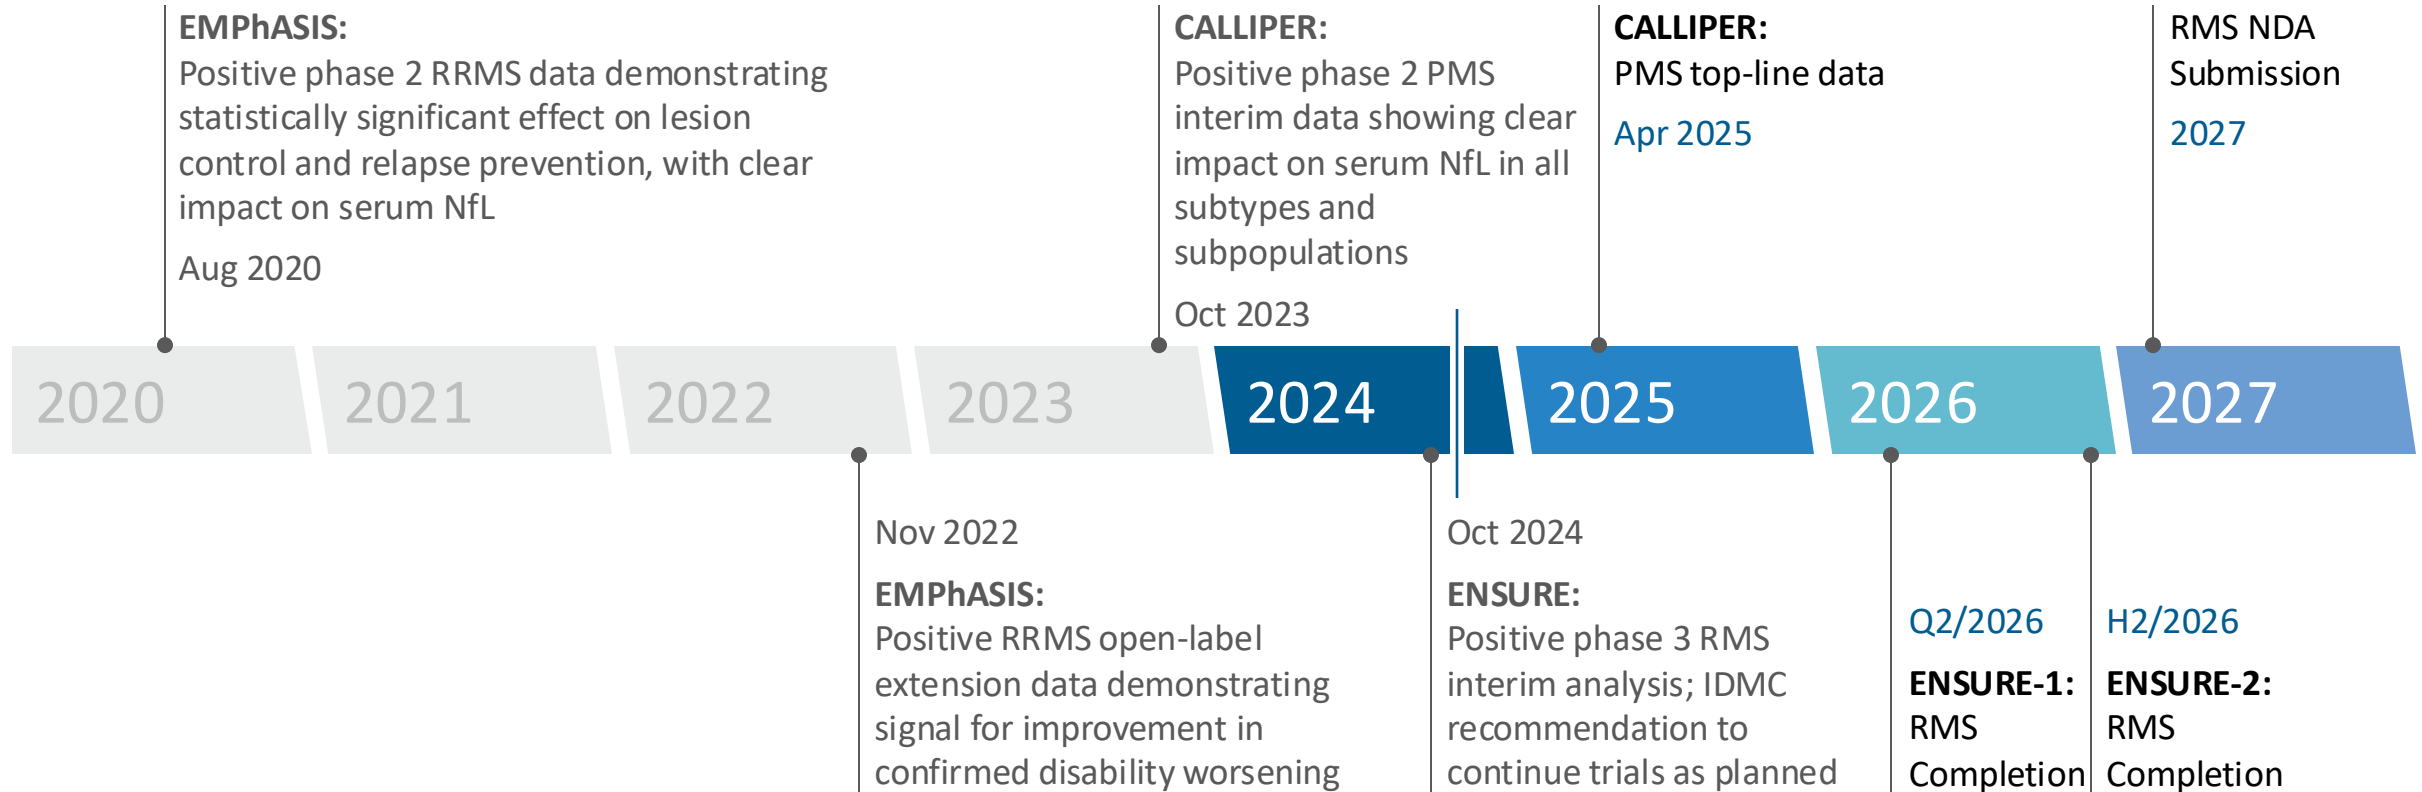 EMPhASIS:
Positive phase 2 RRMS data demonstrating
statistically significant effect on lesion
control and relapse prevention, with clear
impact on serum NfL
Aug 2020
CALLIPER:
Positive phase 2 PMS
interim data showing clear
impact on serum NfL in all
subtypes and
subpopulations
Oct 2023
CALLIPER:
PMS top-line data
Apr 2025
RMS NDA
Submission
2027
2020
2021
2022
2023
2024
2025
2026
2027
Nov 2022
EMPhASIS:
Positive RRMS open-label
extension data demonstrating
signal for improvement in
confirmed disability worsening
Oct 2024
ENSURE:
Positive phase 3 RMS
interim analysis; IDMC
recommendation to
continue trials as planned
Q2/2026
ENSURE-1:
RMS
Completion
H2/2026
ENSURE-2:
RMS
Completion